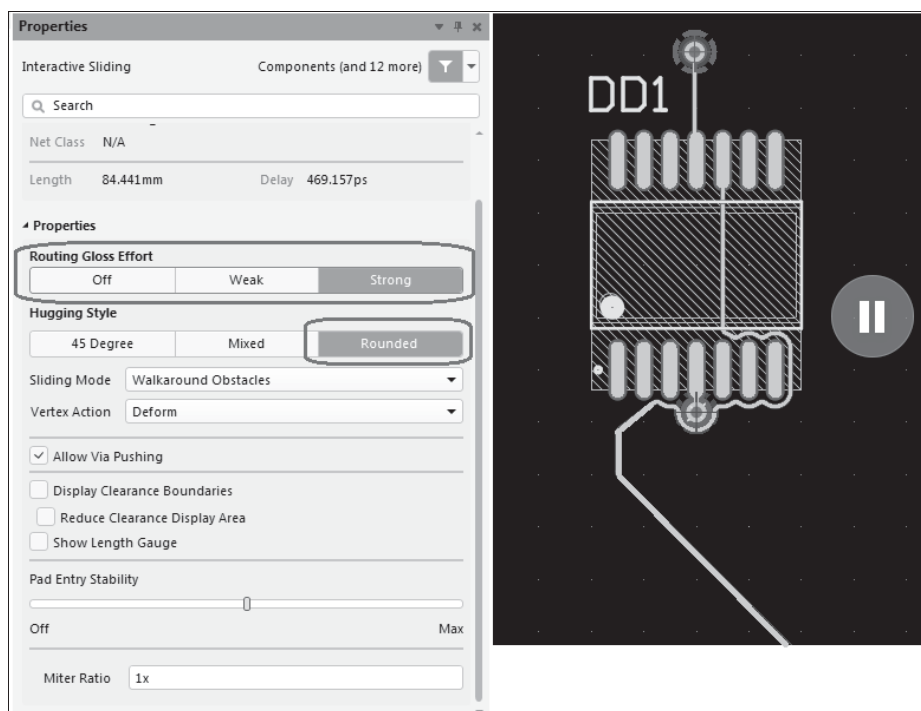 Properties
Interactive Sliding Components (and 12 more)
Search
Net Class N/A
Length 84.441mm Delay 469.157ps
Properties
Routing Gloss Effort
Off Weak Strong
Hugging Style
45 Degree Mixed Rounded
Sliding Mode Walkaround Obstacles
Vertex Action Deform
Allow Via Pushing
Display Clearance Boundaries
Reduce Clearance Display Area
Show Length Gauge
Pad Entry Stability
Off Max
Miter Ratio 1x
DD1